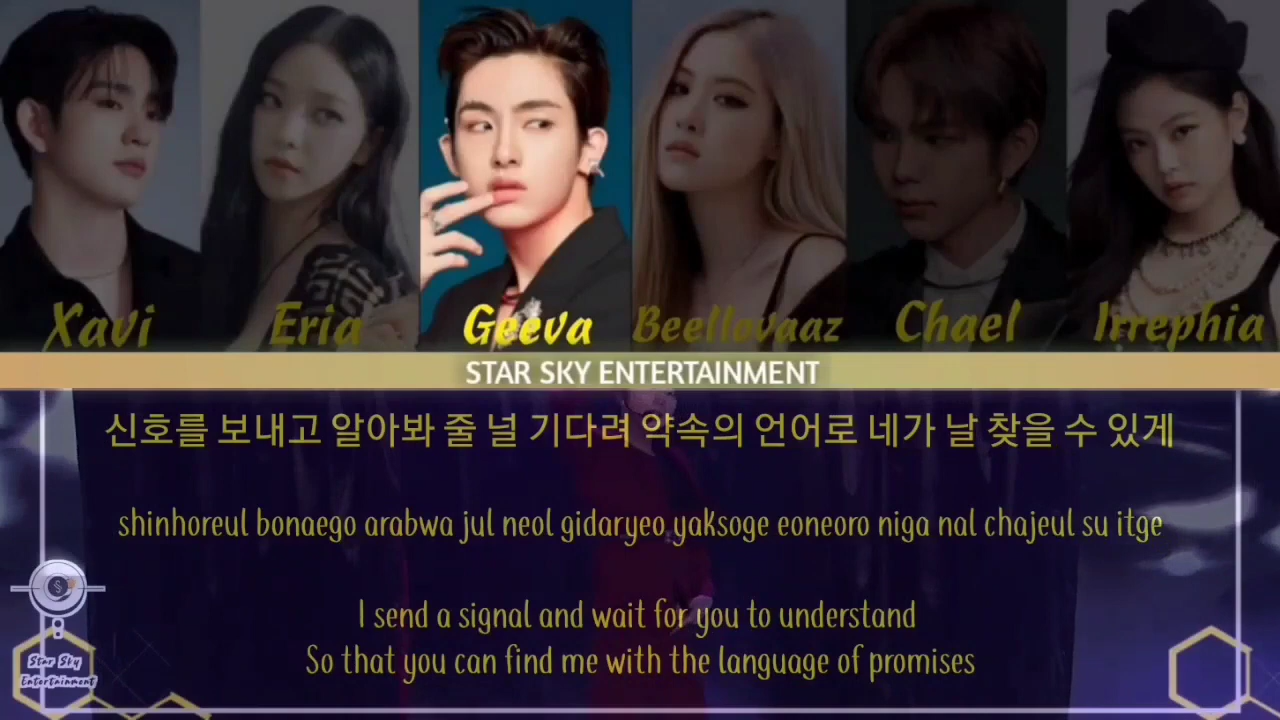 Xavi
Eria
Geeva
Beellovaaz
Chael
Irrephia
STAR SKY ENTERTAINMENT
신호를 보내고 알아봐 줄 널 기다려 약속의 언어로 네가 날 찾을 수 있게
shinhoreul bonaego arabwa jul neol gidaryeo yaksoge eoneoro niga nal chajeul su itge
I send a signal and wait for you to understand
So that you can find me with the language of promises
Star Sky
Entertainment